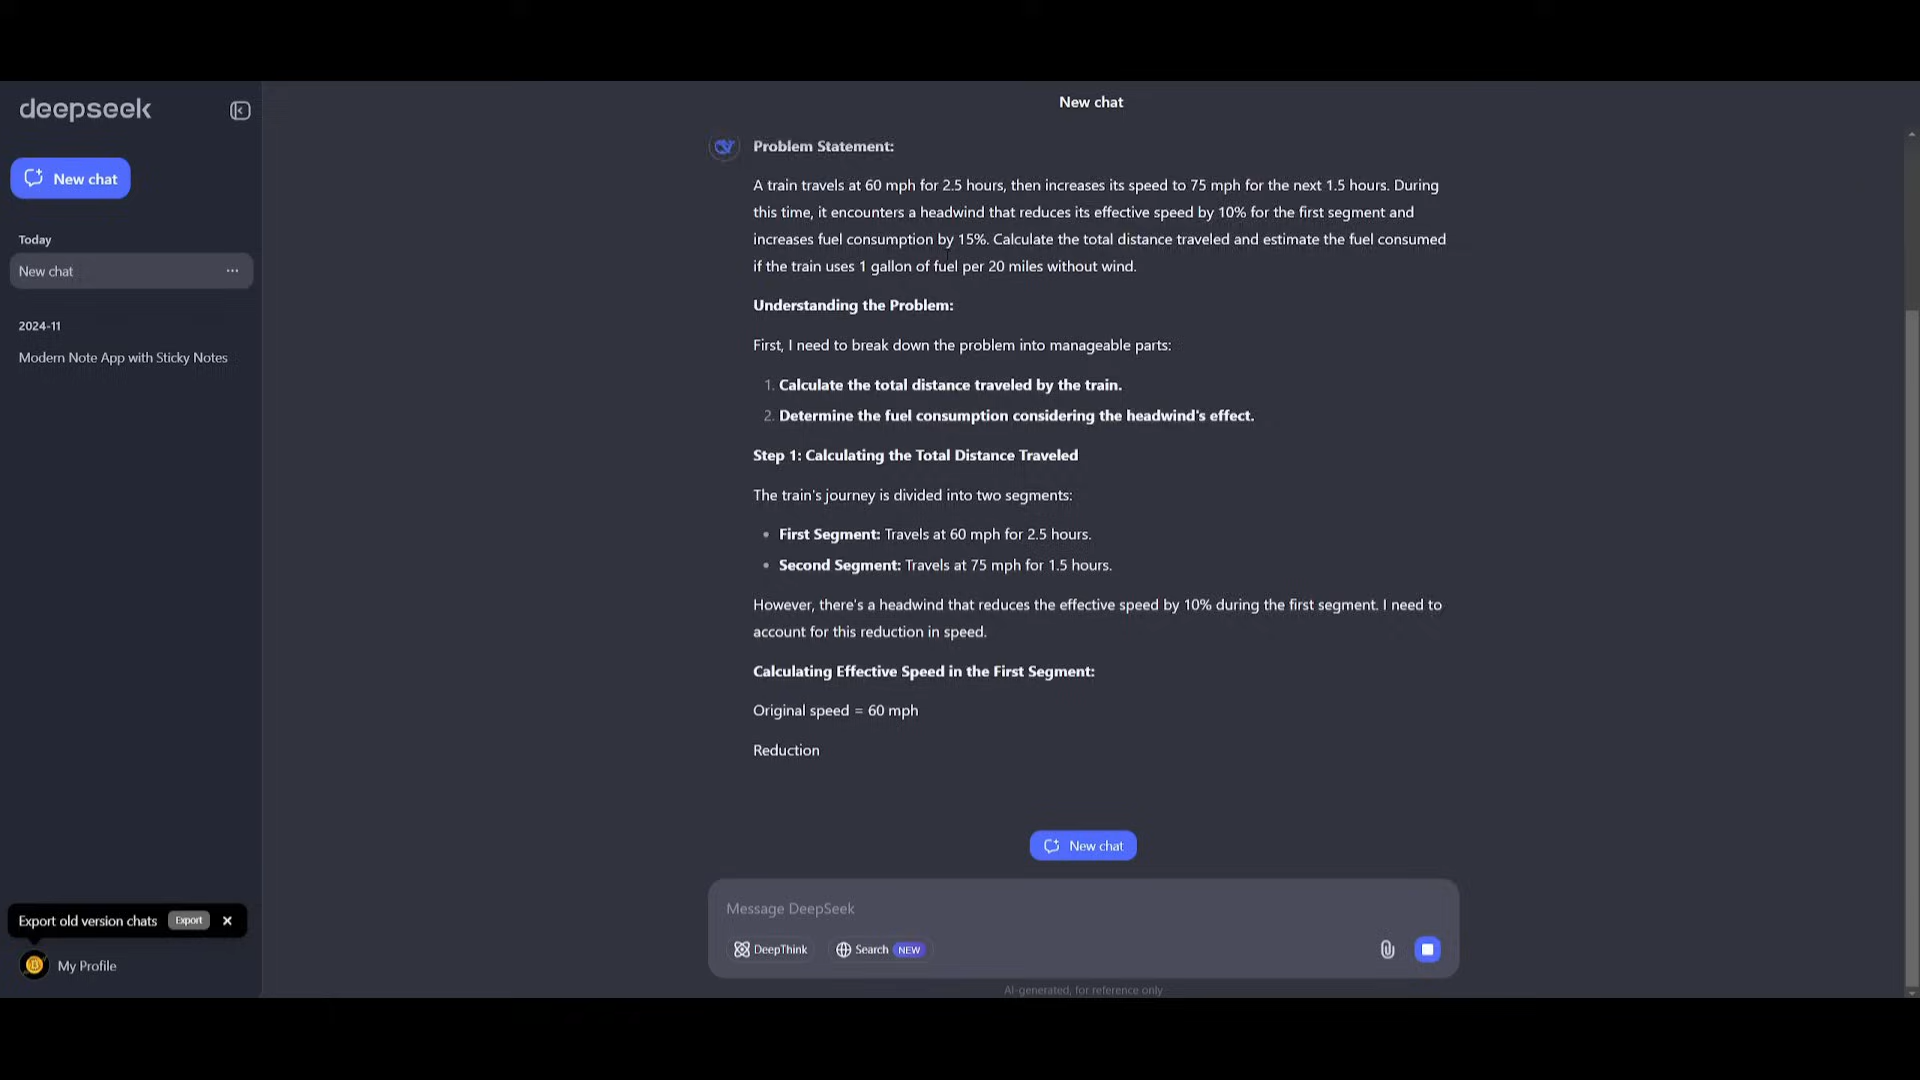 deepseek
New chat
Today
New chat
2024-11
Modern Note App with Sticky Notes
Export old version chats Export
My Profile
New chat
Problem Statement:
A train travels at 60 mph for 2.5 hours, then increases its speed to 75 mph for the next 1.5 hours. During
this time, it encounters a headwind that reduces its effective speed by 10% for the first segment and
increases fuel consumption by 15%. Calculate the total distance traveled and estimate the fuel consumed
if the train uses 1 gallon of fuel per 20 miles without wind.
Understanding the Problem:
First, I need to break down the problem into manageable parts:
1. Calculate the total distance traveled by the train.
2. Determine the fuel consumption considering the headwind's effect.
Step 1: Calculating the Total Distance Traveled
The train's journey is divided into two segments:
• First Segment: Travels at 60 mph for 2.5 hours.
• Second Segment: Travels at 75 mph for 1.5 hours.
However, there's a headwind that reduces the effective speed by 10% during the first segment. I need to
account for this reduction in speed.
Calculating Effective Speed in the First Segment:
Original speed = 60 mph
Reduction
New chat
Message DeepSeek
DeepThink Search NEW
AI-generated, for reference only